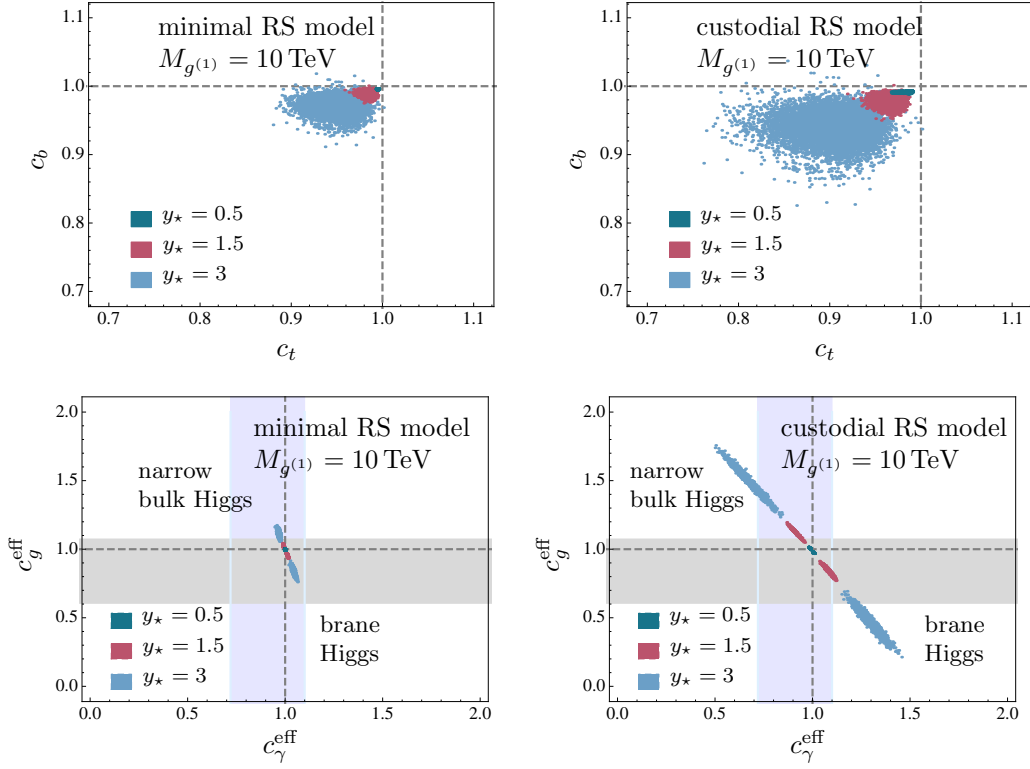 minimal RS model
M_{g^{(1)}} = 10 TeV
1.1
1.0
0.9
0.8
0.7
c_b
y_⋆ = 0.5
y_⋆ = 1.5
y_⋆ = 3
0.7
0.8
0.9
1.0
1.1
c_t
custodial RS model
M_{g^{(1)}} = 10 TeV
1.1
1.0
0.9
0.8
0.7
c_b
y_⋆ = 0.5
y_⋆ = 1.5
y_⋆ = 3
0.7
0.8
0.9
1.0
1.1
c_t
minimal RS model
M_{g^{(1)}} = 10 TeV
narrow
bulk Higgs
2.0
1.5
1.0
0.5
0.0
c_g^{eff}
y_⋆ = 0.5
y_⋆ = 1.5
y_⋆ = 3
brane
Higgs
0.0
0.5
1.0
1.5
2.0
c_γ^{eff}
custodial RS model
M_{g^{(1)}} = 10 TeV
narrow
bulk Higgs
2.0
1.5
1.0
0.5
0.0
c_g^{eff}
y_⋆ = 0.5
y_⋆ = 1.5
y_⋆ = 3
brane
Higgs
0.0
0.5
1.0
1.5
2.0
c_γ^{eff}